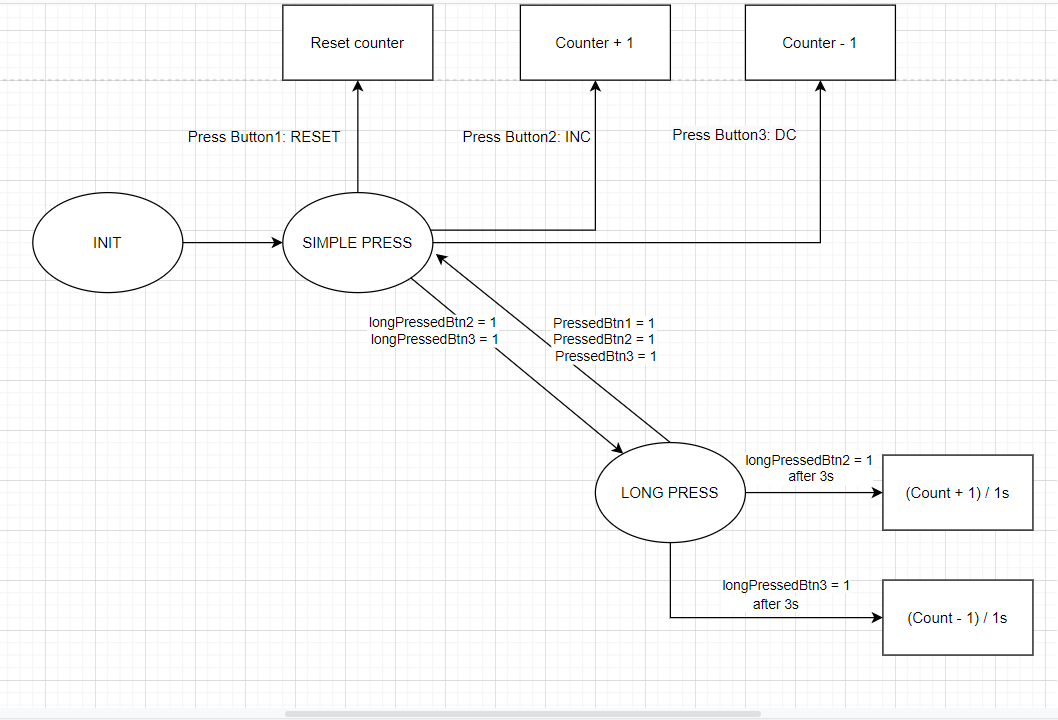 Reset counter
Counter + 1
Counter - 1
Press Button1: RESET
Press Button2: INC
Press Button3: DC
INIT
SIMPLE PRESS
longPressedBtn2 = 1
longPressedBtn3 = 1
PressedBtn1 = 1
PressedBtn2 = 1
PressedBtn3 = 1
LONG PRESS
longPressedBtn2 = 1
after 3s
(Count + 1) / 1s
longPressedBtn3 = 1
after 3s
(Count - 1) / 1s